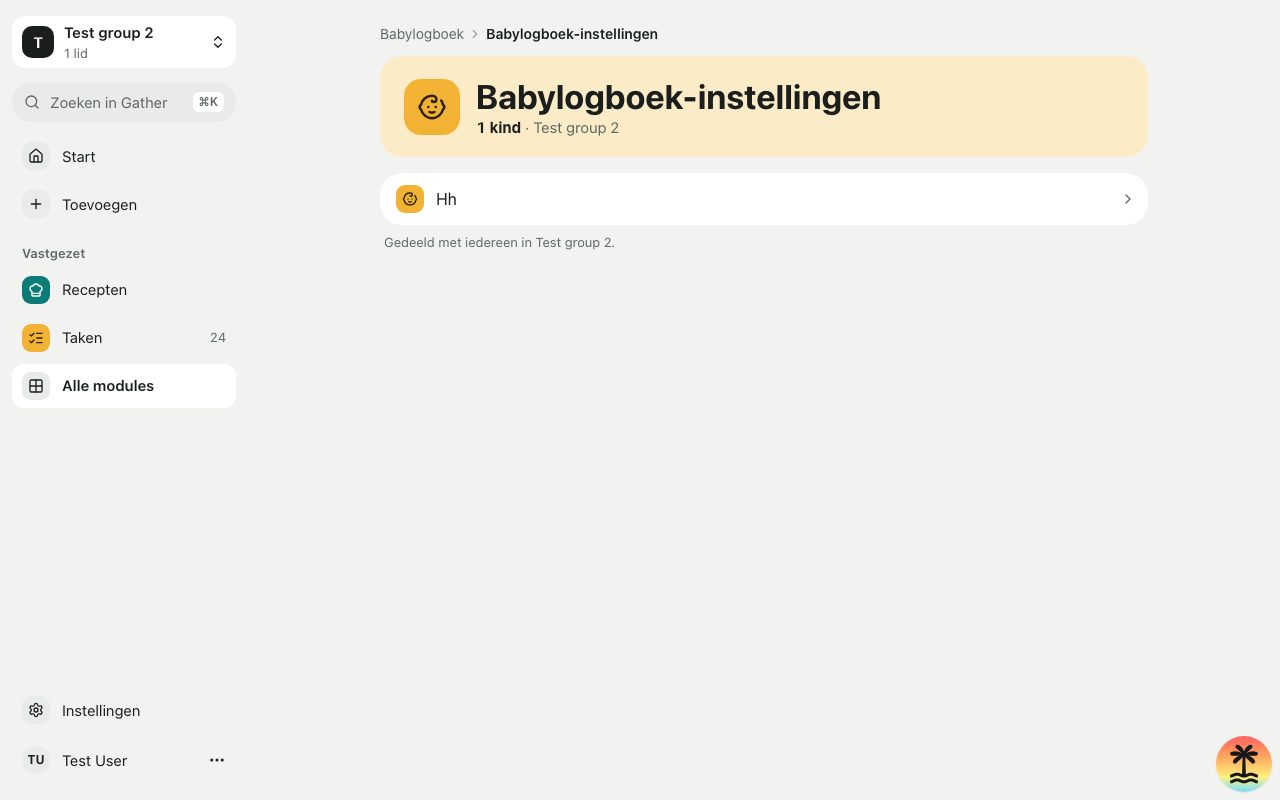 T
Test group 2
1 lid
Zoeken in Gather
⌘K
Start
Toevoegen
Vastgezet
Recepten
Taken
24
Alle modules
Instellingen
TU
Test User
Babylogboek
Babylogboek-instellingen
Babylogboek-instellingen
1 kind · Test group 2
Hh
Gedeeld met iedereen in Test group 2.